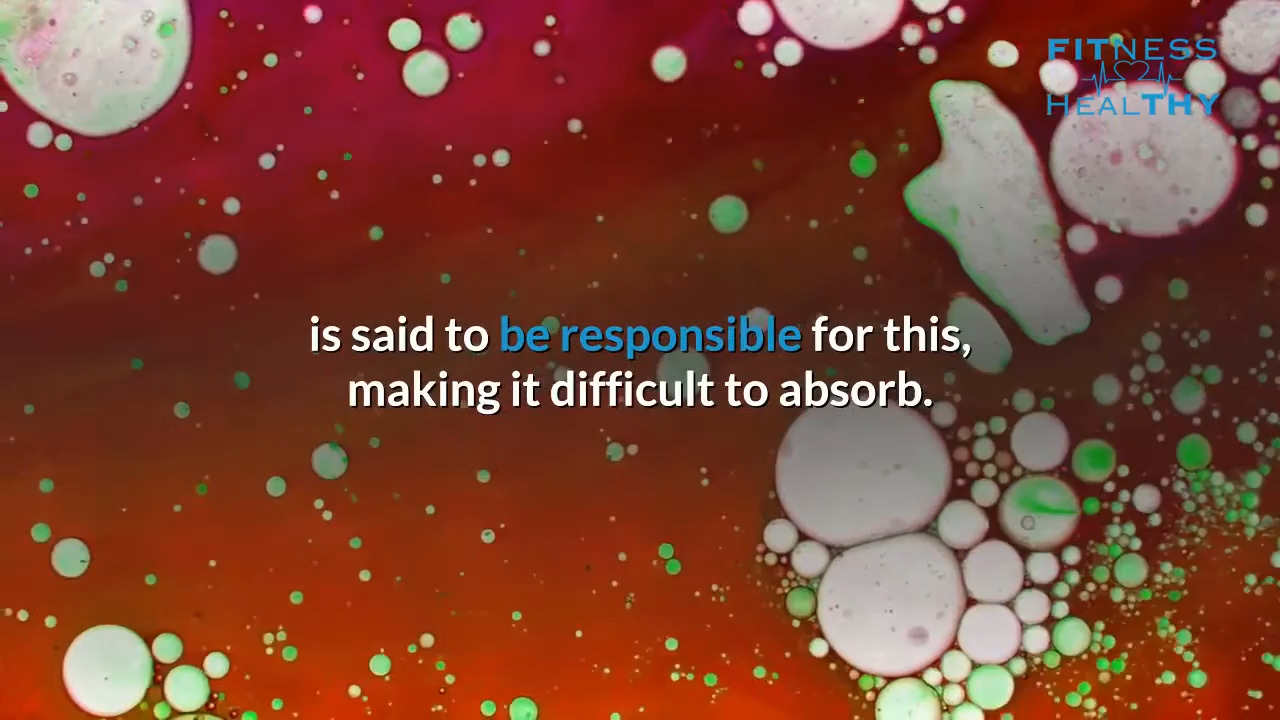 FITNESS
HEALTHY
is said to be responsible for this,
making it difficult to absorb.